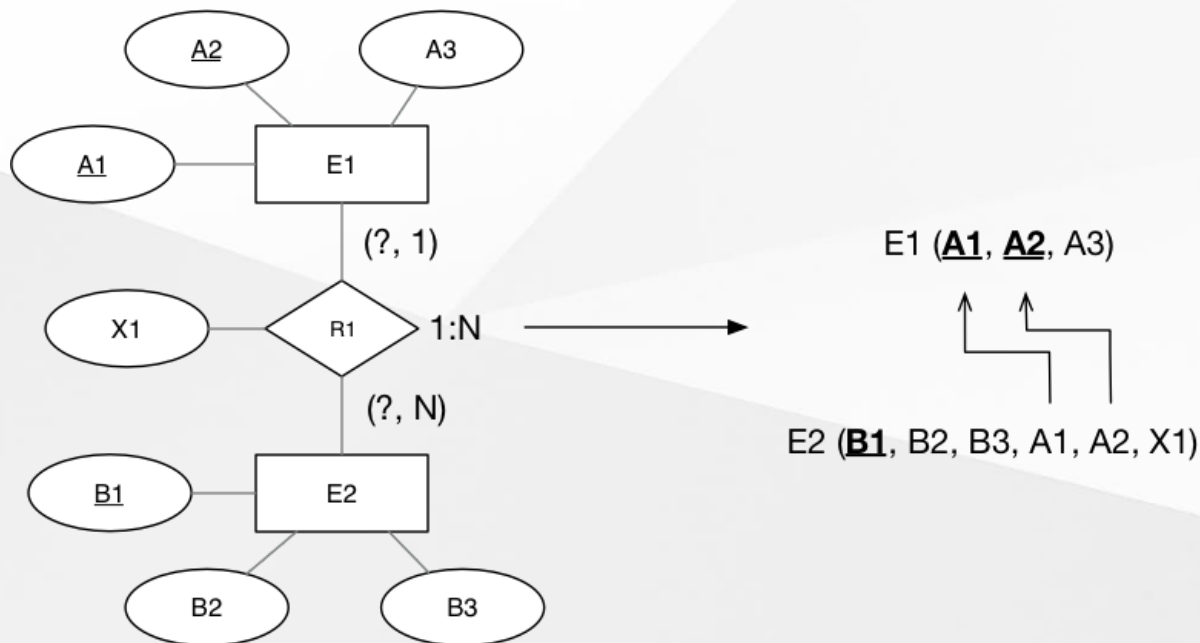 A2
A3
A1
E1
(?, 1)
X1
R1
1:N
(?, N)
B1
E2
B2
B3
E1 (A1, A2, A3)
E2 (B1, B2, B3, A1, A2, X1)